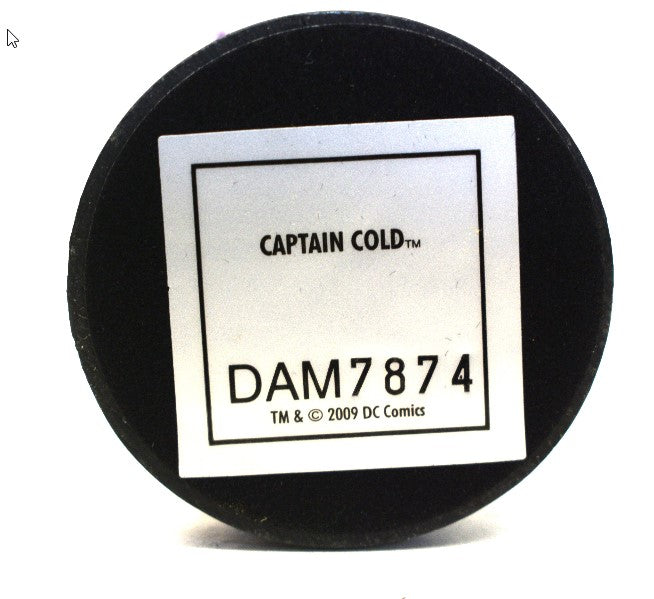 CAPTAIN COLD™
DAM7874
TM & © 2009 DC Comics